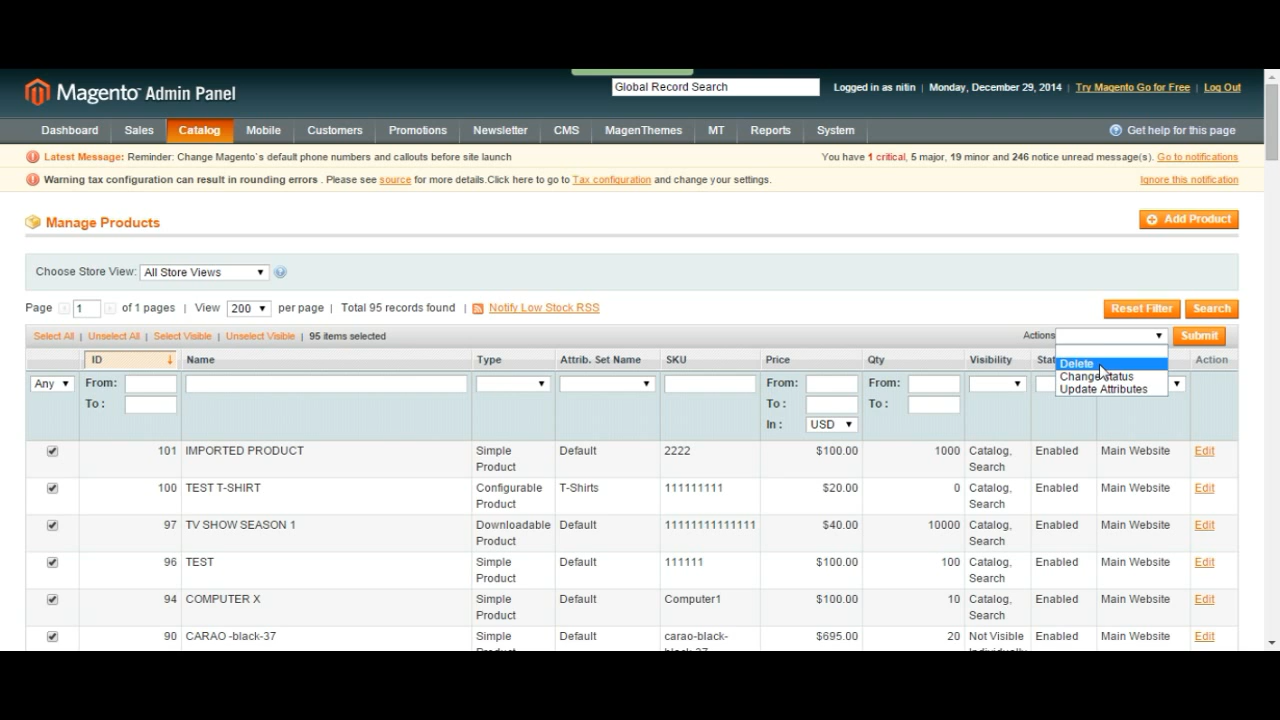 Magento Admin Panel
Global Record Search
Logged in as nitin | Monday, December 29, 2014 | Try Magento Go for Free | Log Out
Dashboard Sales Catalog Mobile Customers Promotions Newsletter CMS MagenThemes MT Reports System Get help for this page
Latest Message: Reminder: Change Magento`s default phone numbers and callouts before site launch You have 1 critical, 5 major, 19 minor and 246 notice unread message(s). Go to notifications
Warning tax configuration can result in rounding errors . Please see source for more details.Click here to go to Tax configuration and change your settings. Ignore this notification
Manage Products Add Product
Choose Store View: All Store Views
Page 1 of 1 pages | View 200 per page | Total 95 records found | Notify Low Stock RSS Reset Filter Search
Select All | Unselect All | Select Visible | Unselect Visible | 95 items selected Actions Submit
ID Name Type Attrib. Set Name SKU Price Qty Visibility Stat Action
Delete
Change status
Update Attributes
Any From: From: From:
To : To : To :
In : USD
101 IMPORTED PRODUCT Simple Default 2222 $100.00 1000 Catalog, Enabled Main Website Edit
Product Search
100 TEST T-SHIRT Configurable T-Shirts 111111111 $20.00 0 Catalog, Enabled Main Website Edit
Product Search
97 TV SHOW SEASON 1 Downloadable Default 11111111111111 $40.00 10000 Catalog, Enabled Main Website Edit
Product Search
96 TEST Simple Default 111111 $100.00 100 Catalog, Enabled Main Website Edit
Product Search
94 COMPUTER X Simple Default Computer1 $100.00 10 Catalog, Enabled Main Website Edit
Product Search
90 CARAO -black-37 Simple Default carao-black- $695.00 20 Not Visible Enabled Main Website Edit